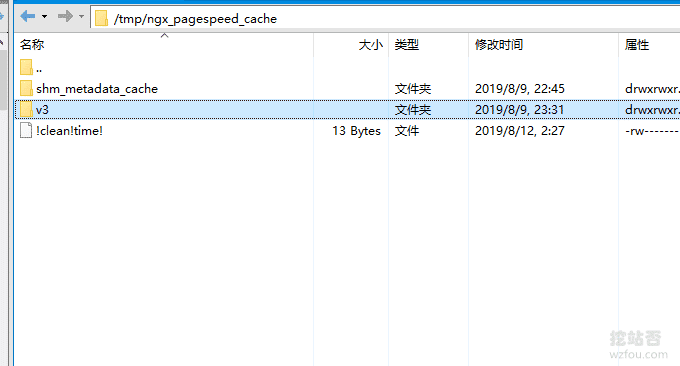 /tmp/ngx_pagespeed_cache
名称 大小 类型 修改时间 属性
..
shm_metadata_cache 文件夹 2019/8/9, 22:45 drwxrwxr.
v3 文件夹 2019/8/9, 23:31 drwxrwxr.
!clean!time! 13 Bytes 文件 2019/8/12, 2:27 -rw-------
挖站否
wzfou.com